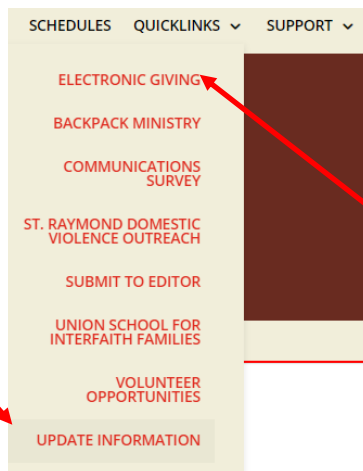 SCHEDULES QUICKLINKS SUPPORT
ELECTRONIC GIVING
BACKPACK MINISTRY
COMMUNICATIONS
SURVEY
ST. RAYMOND DOMESTIC
VIOLENCE OUTREACH
SUBMIT TO EDITOR
UNION SCHOOL FOR
INTERFAITH FAMILIES
VOLUNTEER
OPPORTUNITIES
UPDATE INFORMATION